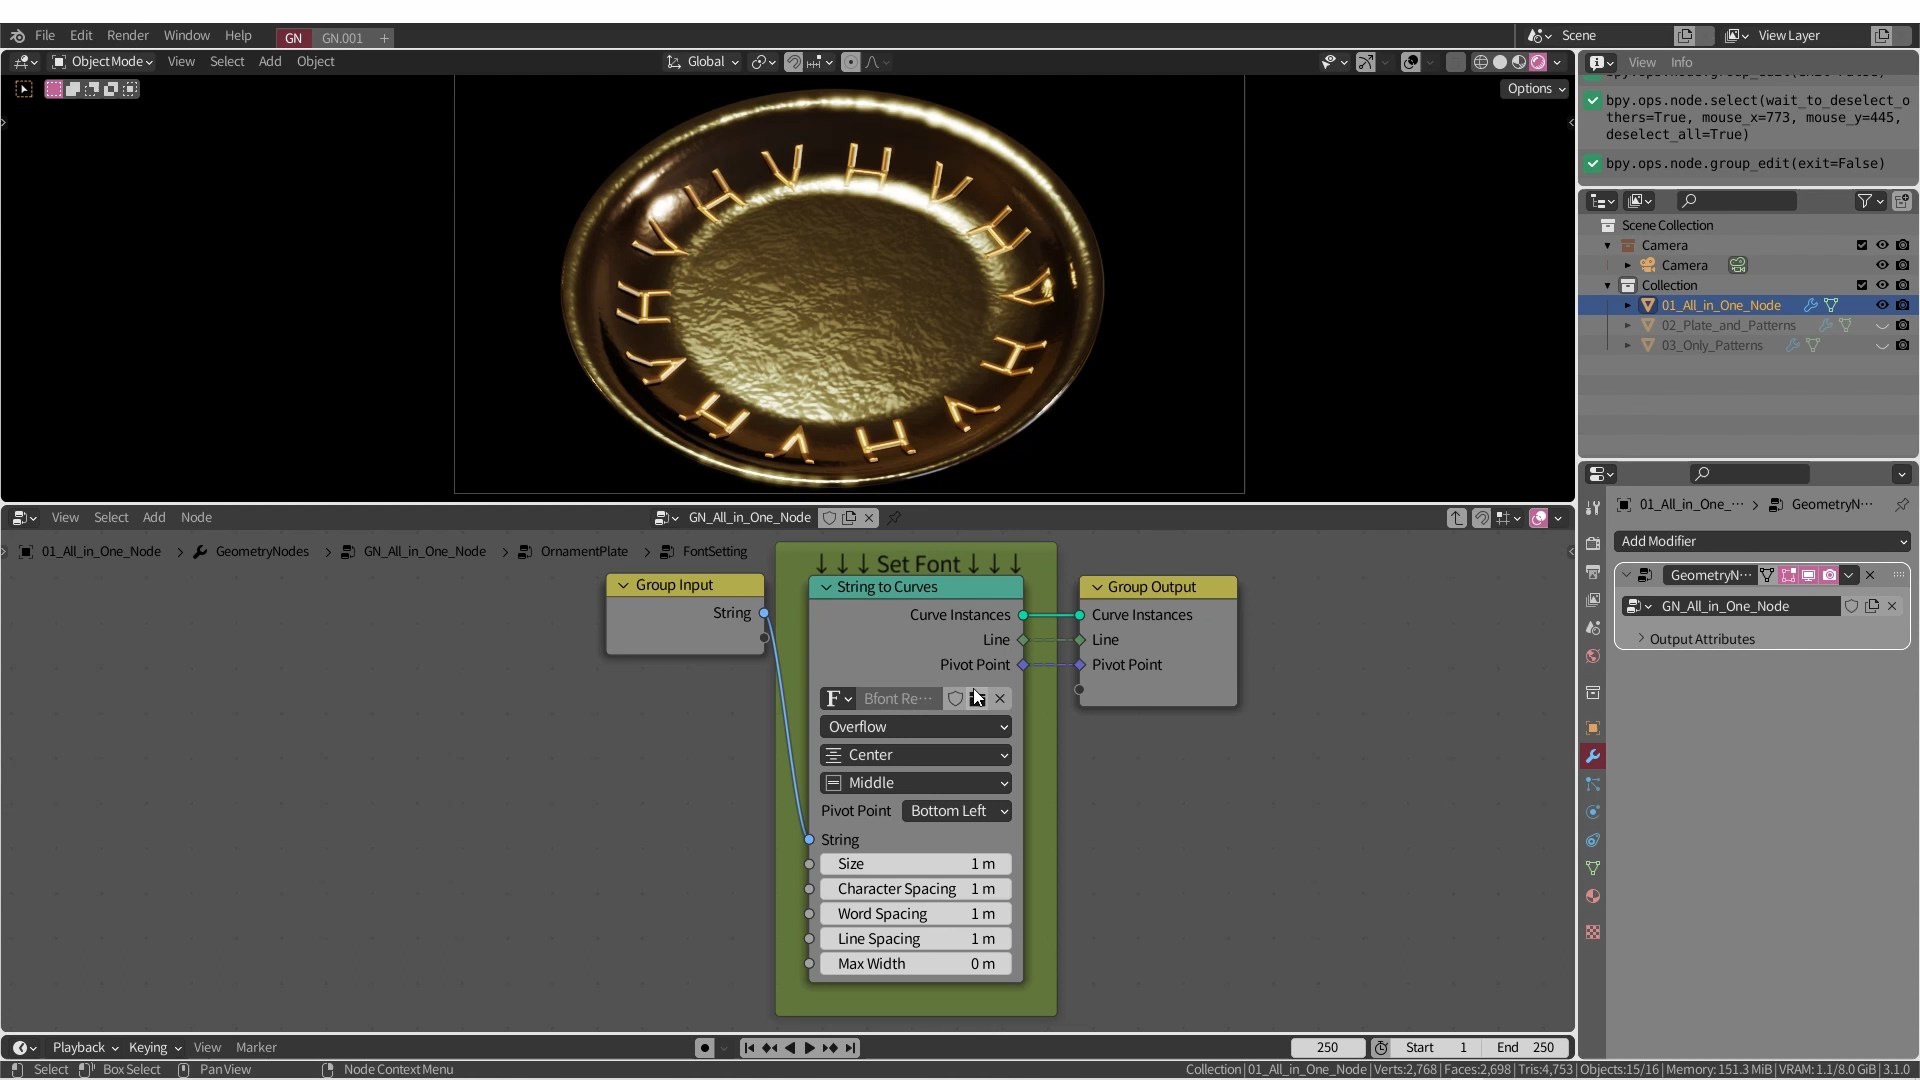 File Edit Render Window Help GN GN.001 + Scene View Layer
Object Mode View Select Add Object Global
Options
View Info
bpy.ops.node.select(wait_to_deselect_o
thers=True, mouse_x=773, mouse_y=445,
deselect_all=True)
bpy.ops.node.group_edit(exit=False)
Scene Collection
Camera
Camera
Collection
01_All_in_One_Node
02_Plate_and_Patterns
03_Only_Patterns
V H V H V H V H V H V H V H V H
View Select Add Node GN_All_in_One_Node
01_All_in_One_Node > GeometryNodes > GN_All_in_One_Node > OrnamentPlate > FontSetting
↓ ↓ ↓ Set Font ↓ ↓ ↓
Group Input
String
String to Curves
Curve Instances
Line
Pivot Point
F Bfont Re···
Overflow
Center
Middle
Pivot Point Bottom Left
String
Size 1 m
Character Spacing 1 m
Word Spacing 1 m
Line Spacing 1 m
Max Width 0 m
Group Output
Curve Instances
Line
Pivot Point
01_All_in_One_··· > GeometryN···
Add Modifier
GeometryN···
GN_All_in_One_Node
Output Attributes
Playback Keying View Marker 250 Start 1 End 250
Select Box Select Pan View Node Context Menu
Collection | 01_All_in_One_Node | Verts:2,768 | Faces:2,698 | Tris:4,753 | Objects:15/16 | Memory: 151.3 MiB | VRAM: 1.1/8.0 GiB | 3.1.0